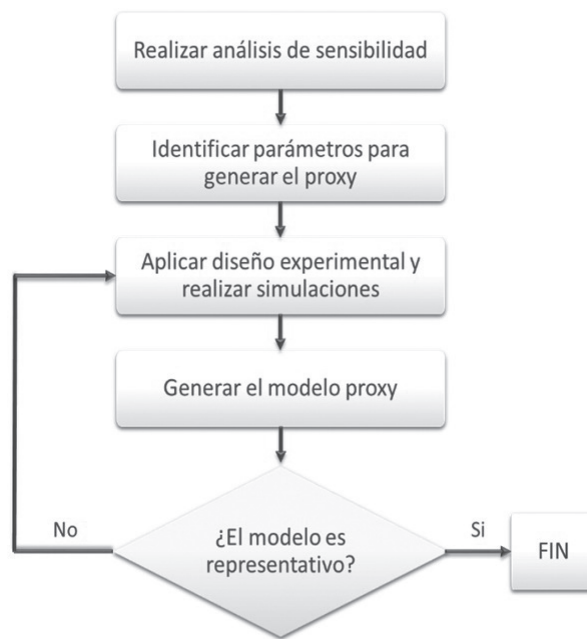 Realizar análisis de sensibilidad
Identificar parámetros para
generar el proxy
Aplicar diseño experimental y
realizar simulaciones
Generar el modelo proxy
¿El modelo es
representativo?
No
Si
FIN